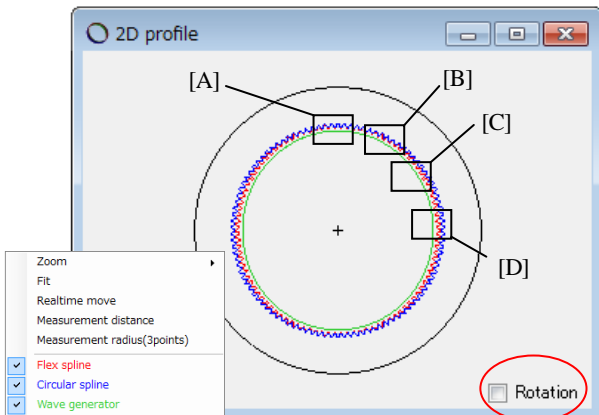 2D profile
[A]
[B]
[C]
[D]
Zoom
Fit
Realtime move
Measurement distance
Measurement radius(3points)
Flex spline
Circular spline
Wave generator
Rotation